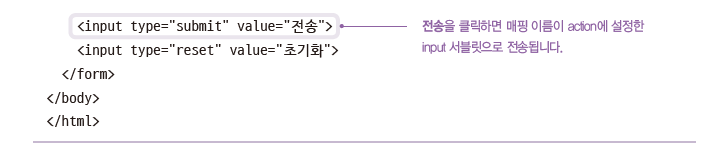 <input type="submit" value="전송">
<input type="reset" value="초기화">
</form>
</body>
</html>
전송을 클릭하면 매핑 이름이 action에 설정한
input 서블릿으로 전송됩니다.